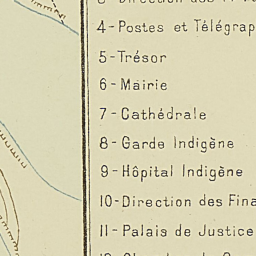 4-Postes et Télégrap
5-Trésor
6-Mairie
7-Cathédrale
8-Garde Indigène
9-Hôpital Indigène
10-Direction des Fina
11-Palais de Justice